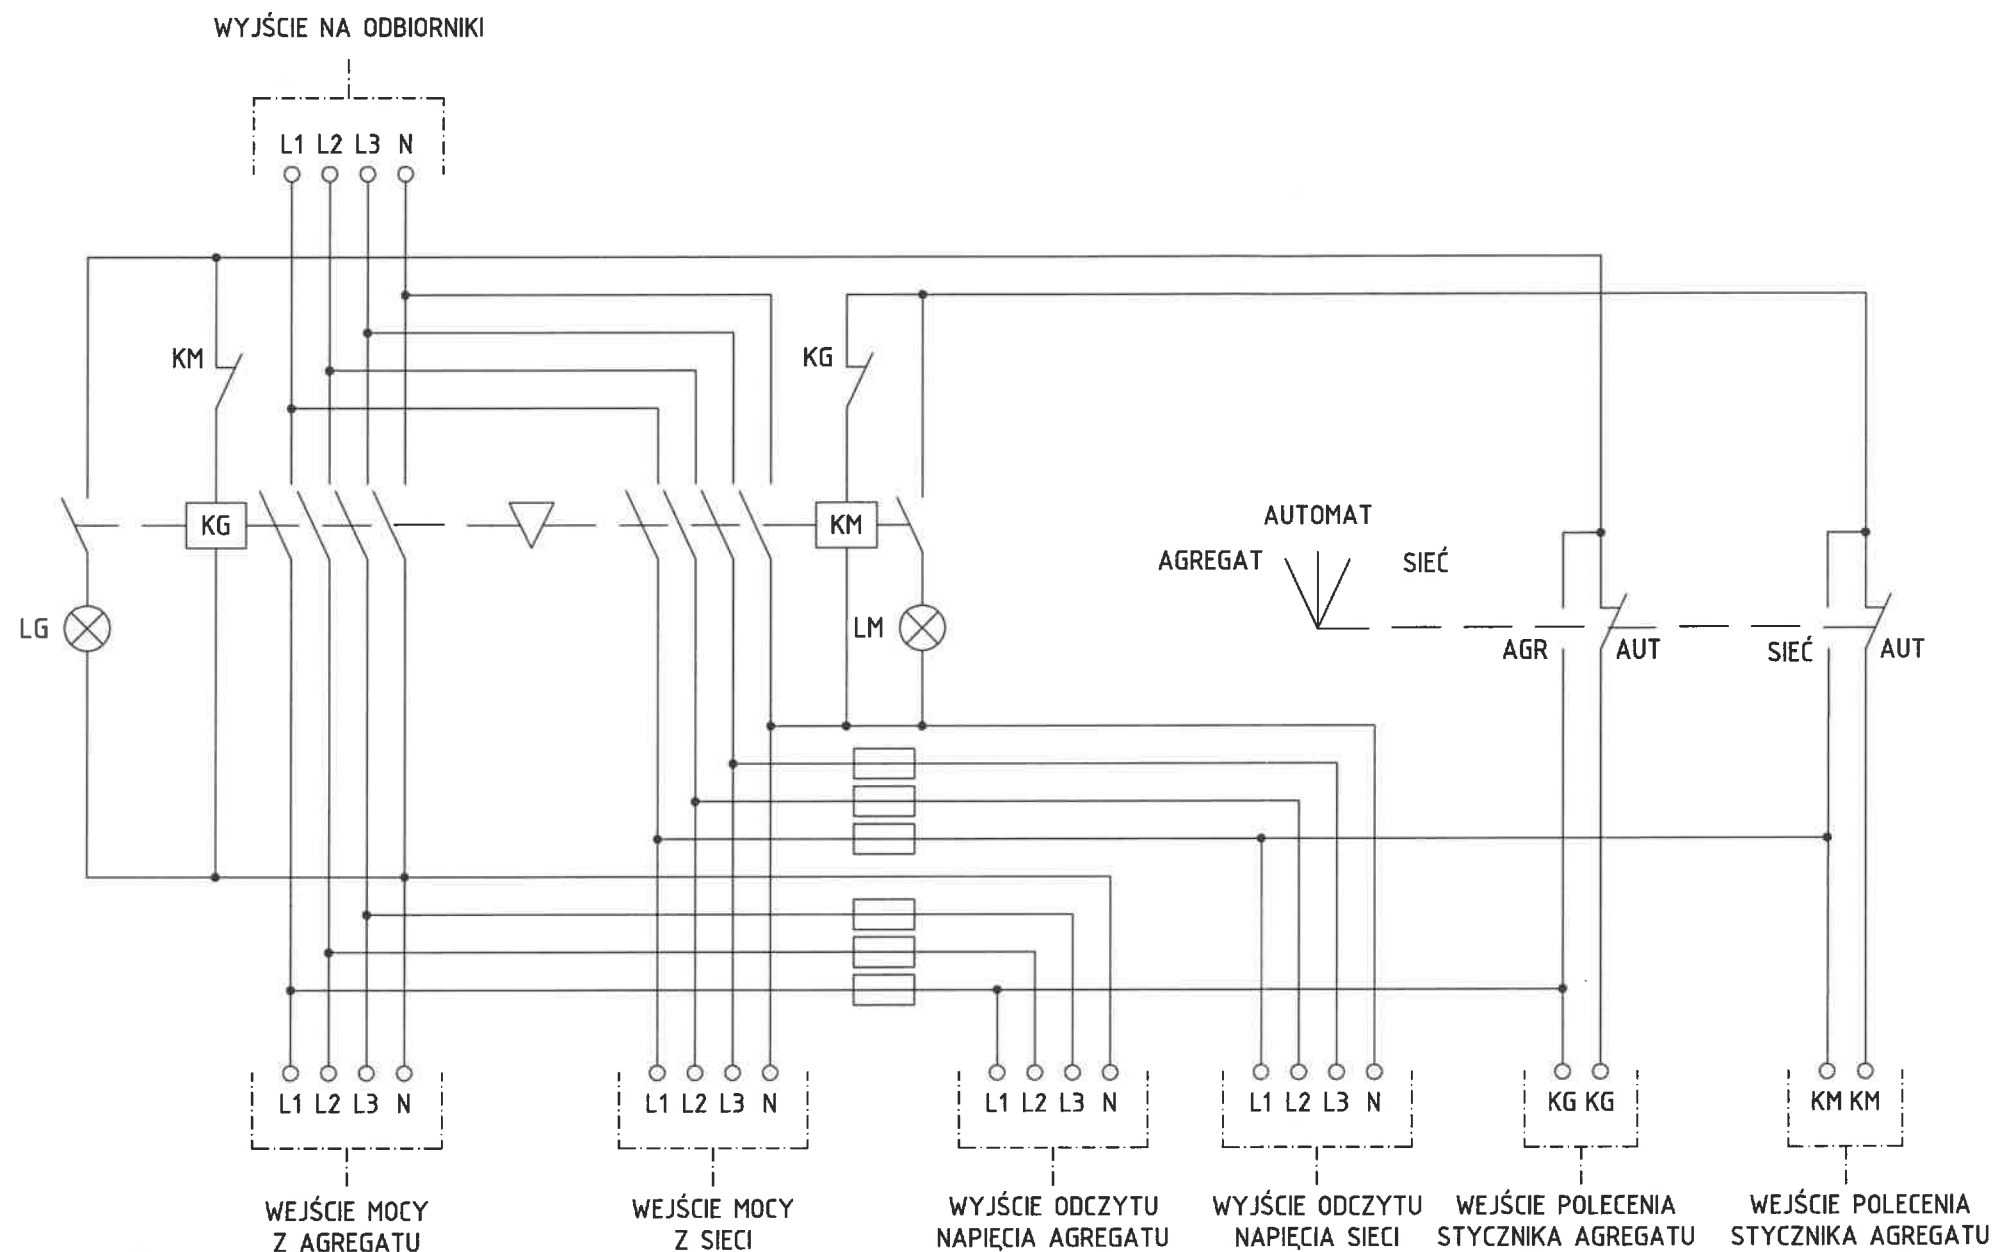 WYJŚCIE NA ODBIORNIKI
L1 L2 L3 N
KM
KG
KG
KM
AUTOMAT
AGREGAT
SIEĆ
LG
LM
AGR
AUT
SIEĆ
AUT
L1 L2 L3 N
L1 L2 L3 N
L1 L2 L3 N
L1 L2 L3 N
KG KG
KM KM
WEJŚCIE MOCY
Z AGREGATU
WEJŚCIE MOCY
Z SIECI
WYJŚCIE ODCZYTU
NAPIĘCIA AGREGATU
WYJŚCIE ODCZYTU
NAPIĘCIA SIECI
WEJŚCIE POLECENIA
STYCZNIKA AGREGATU
WEJŚCIE POLECENIA
STYCZNIKA AGREGATU